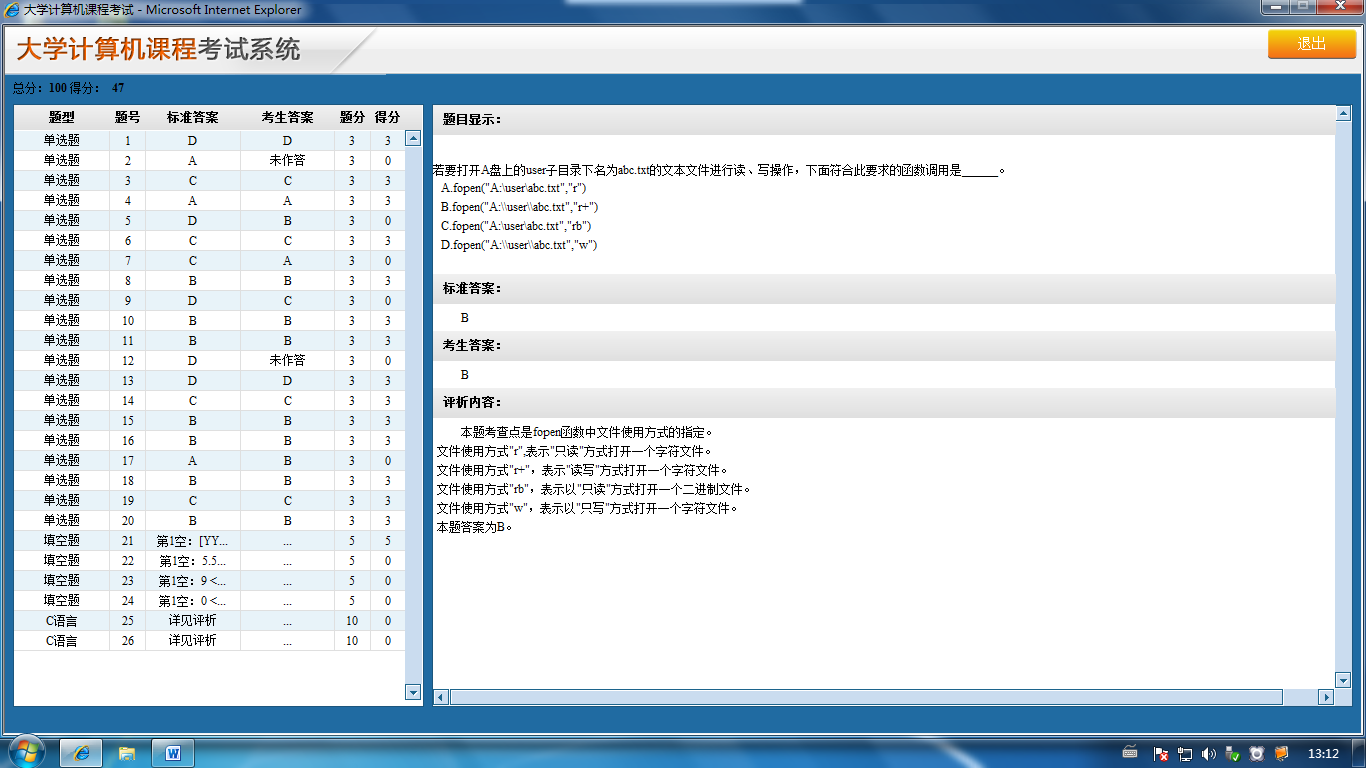 大学计算机课程考试 - Microsoft Internet Explorer
大学计算机课程考试系统
退出
总分：100 得分： 47
题型 题号 标准答案 考生答案 题分 得分
单选题 1 D D 3 3
单选题 2 A 未作答 3 0
单选题 3 C C 3 3
单选题 4 A A 3 3
单选题 5 D B 3 0
单选题 6 C C 3 3
单选题 7 C A 3 0
单选题 8 B B 3 3
单选题 9 D C 3 0
单选题 10 B B 3 3
单选题 11 B B 3 3
单选题 12 D 未作答 3 0
单选题 13 D D 3 3
单选题 14 C C 3 3
单选题 15 B B 3 3
单选题 16 B B 3 3
单选题 17 A B 3 0
单选题 18 B B 3 3
单选题 19 C C 3 3
单选题 20 B B 3 3
填空题 21 第1空：[YY... ... 5 5
填空题 22 第1空：5.5... ... 5 0
填空题 23 第1空：9 <... ... 5 0
填空题 24 第1空：0 <... ... 5 0
C语言 25 详见评析 ... 10 0
C语言 26 详见评析 ... 10 0
题目显示：
若要打开A盘上的user子目录下名为abc.txt的文本文件进行读、写操作，下面符合此要求的函数调用是______。
A.fopen("A:\user\abc.txt","r")
B.fopen("A:\\user\\abc.txt","r+")
C.fopen("A:\user\abc.txt","rb")
D.fopen("A:\\user\\abc.txt","w")
标准答案：
B
考生答案：
B
评析内容：
本题考查点是fopen函数中文件使用方式的指定。
文件使用方式"r",表示"只读"方式打开一个字符文件。
文件使用方式"r+"，表示"读写"方式打开一个字符文件。
文件使用方式"rb"，表示以"只读"方式打开一个二进制文件。
文件使用方式"w"，表示以"只写"方式打开一个字符文件。
本题答案为B。
13:12